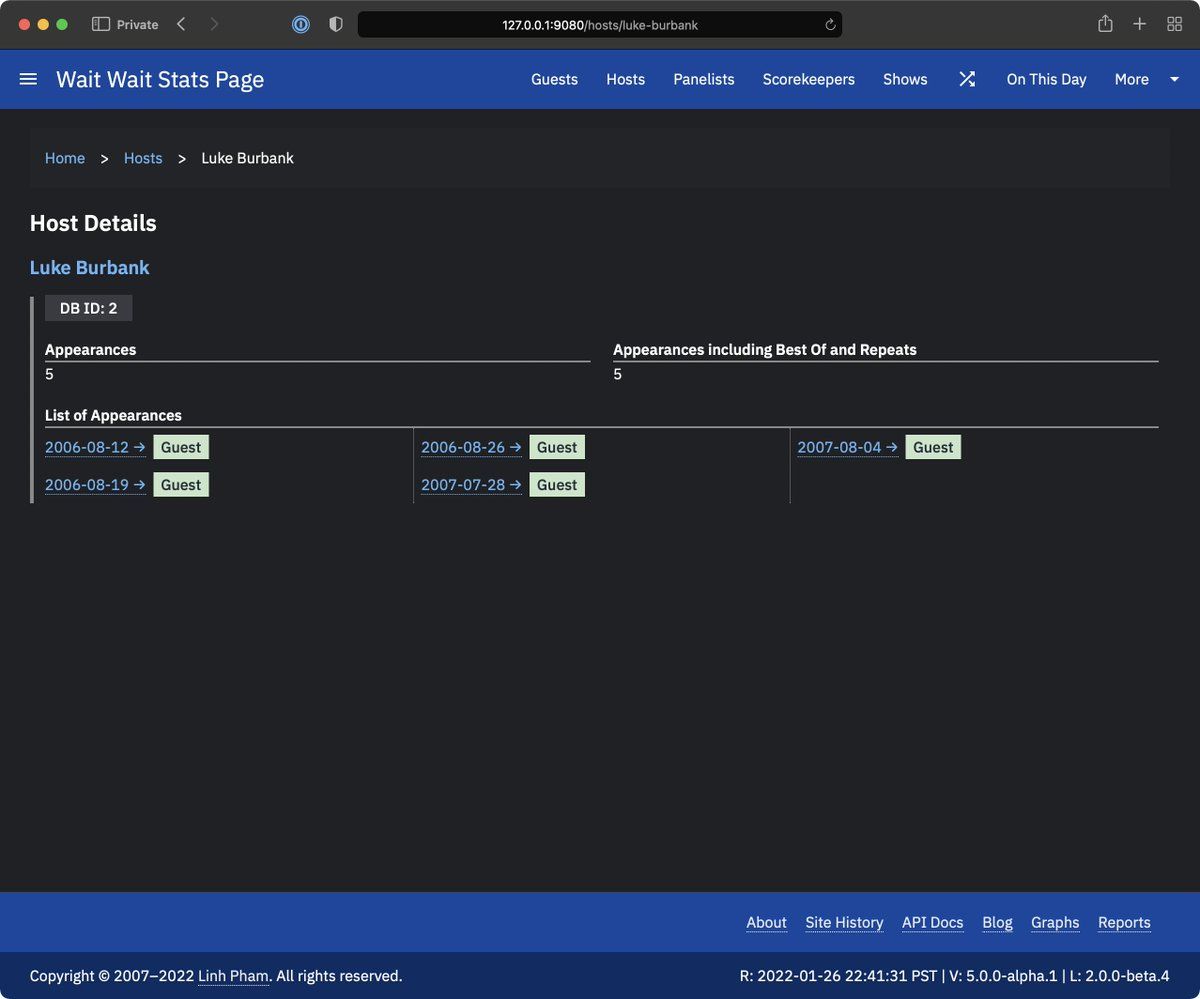 Private
127.0.0.1:9080/hosts/luke-burbank
Wait Wait Stats Page
Guests Hosts Panelists Scorekeepers Shows On This Day More
Home > Hosts > Luke Burbank
Host Details
Luke Burbank
DB ID: 2
Appearances
5
Appearances including Best Of and Repeats
5
List of Appearances
2006-08-12 → Guest
2006-08-19 → Guest
2006-08-26 → Guest
2007-07-28 → Guest
2007-08-04 → Guest
About Site History API Docs Blog Graphs Reports
Copyright © 2007–2022 Linh Pham. All rights reserved.
R: 2022-01-26 22:41:31 PST | V: 5.0.0-alpha.1 | L: 2.0.0-beta.4